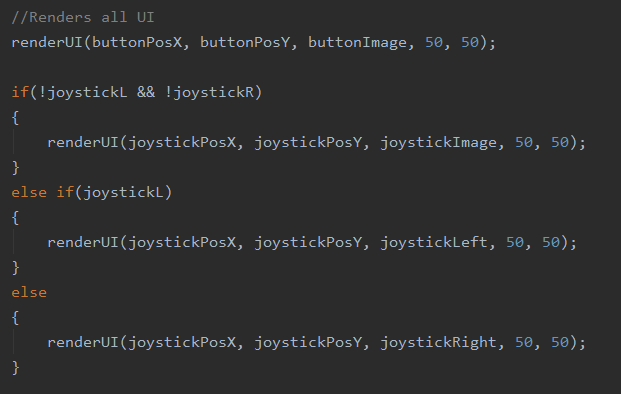 //Renders all UI
renderUI(buttonPosX, buttonPosY, buttonImage, 50, 50);
if(!joystickL && !joystickR)
{
renderUI(joystickPosX, joystickPosY, joystickImage, 50, 50);
}
else if(joystickL)
{
renderUI(joystickPosX, joystickPosY, joystickLeft, 50, 50);
}
else
{
renderUI(joystickPosX, joystickPosY, joystickRight, 50, 50);
}